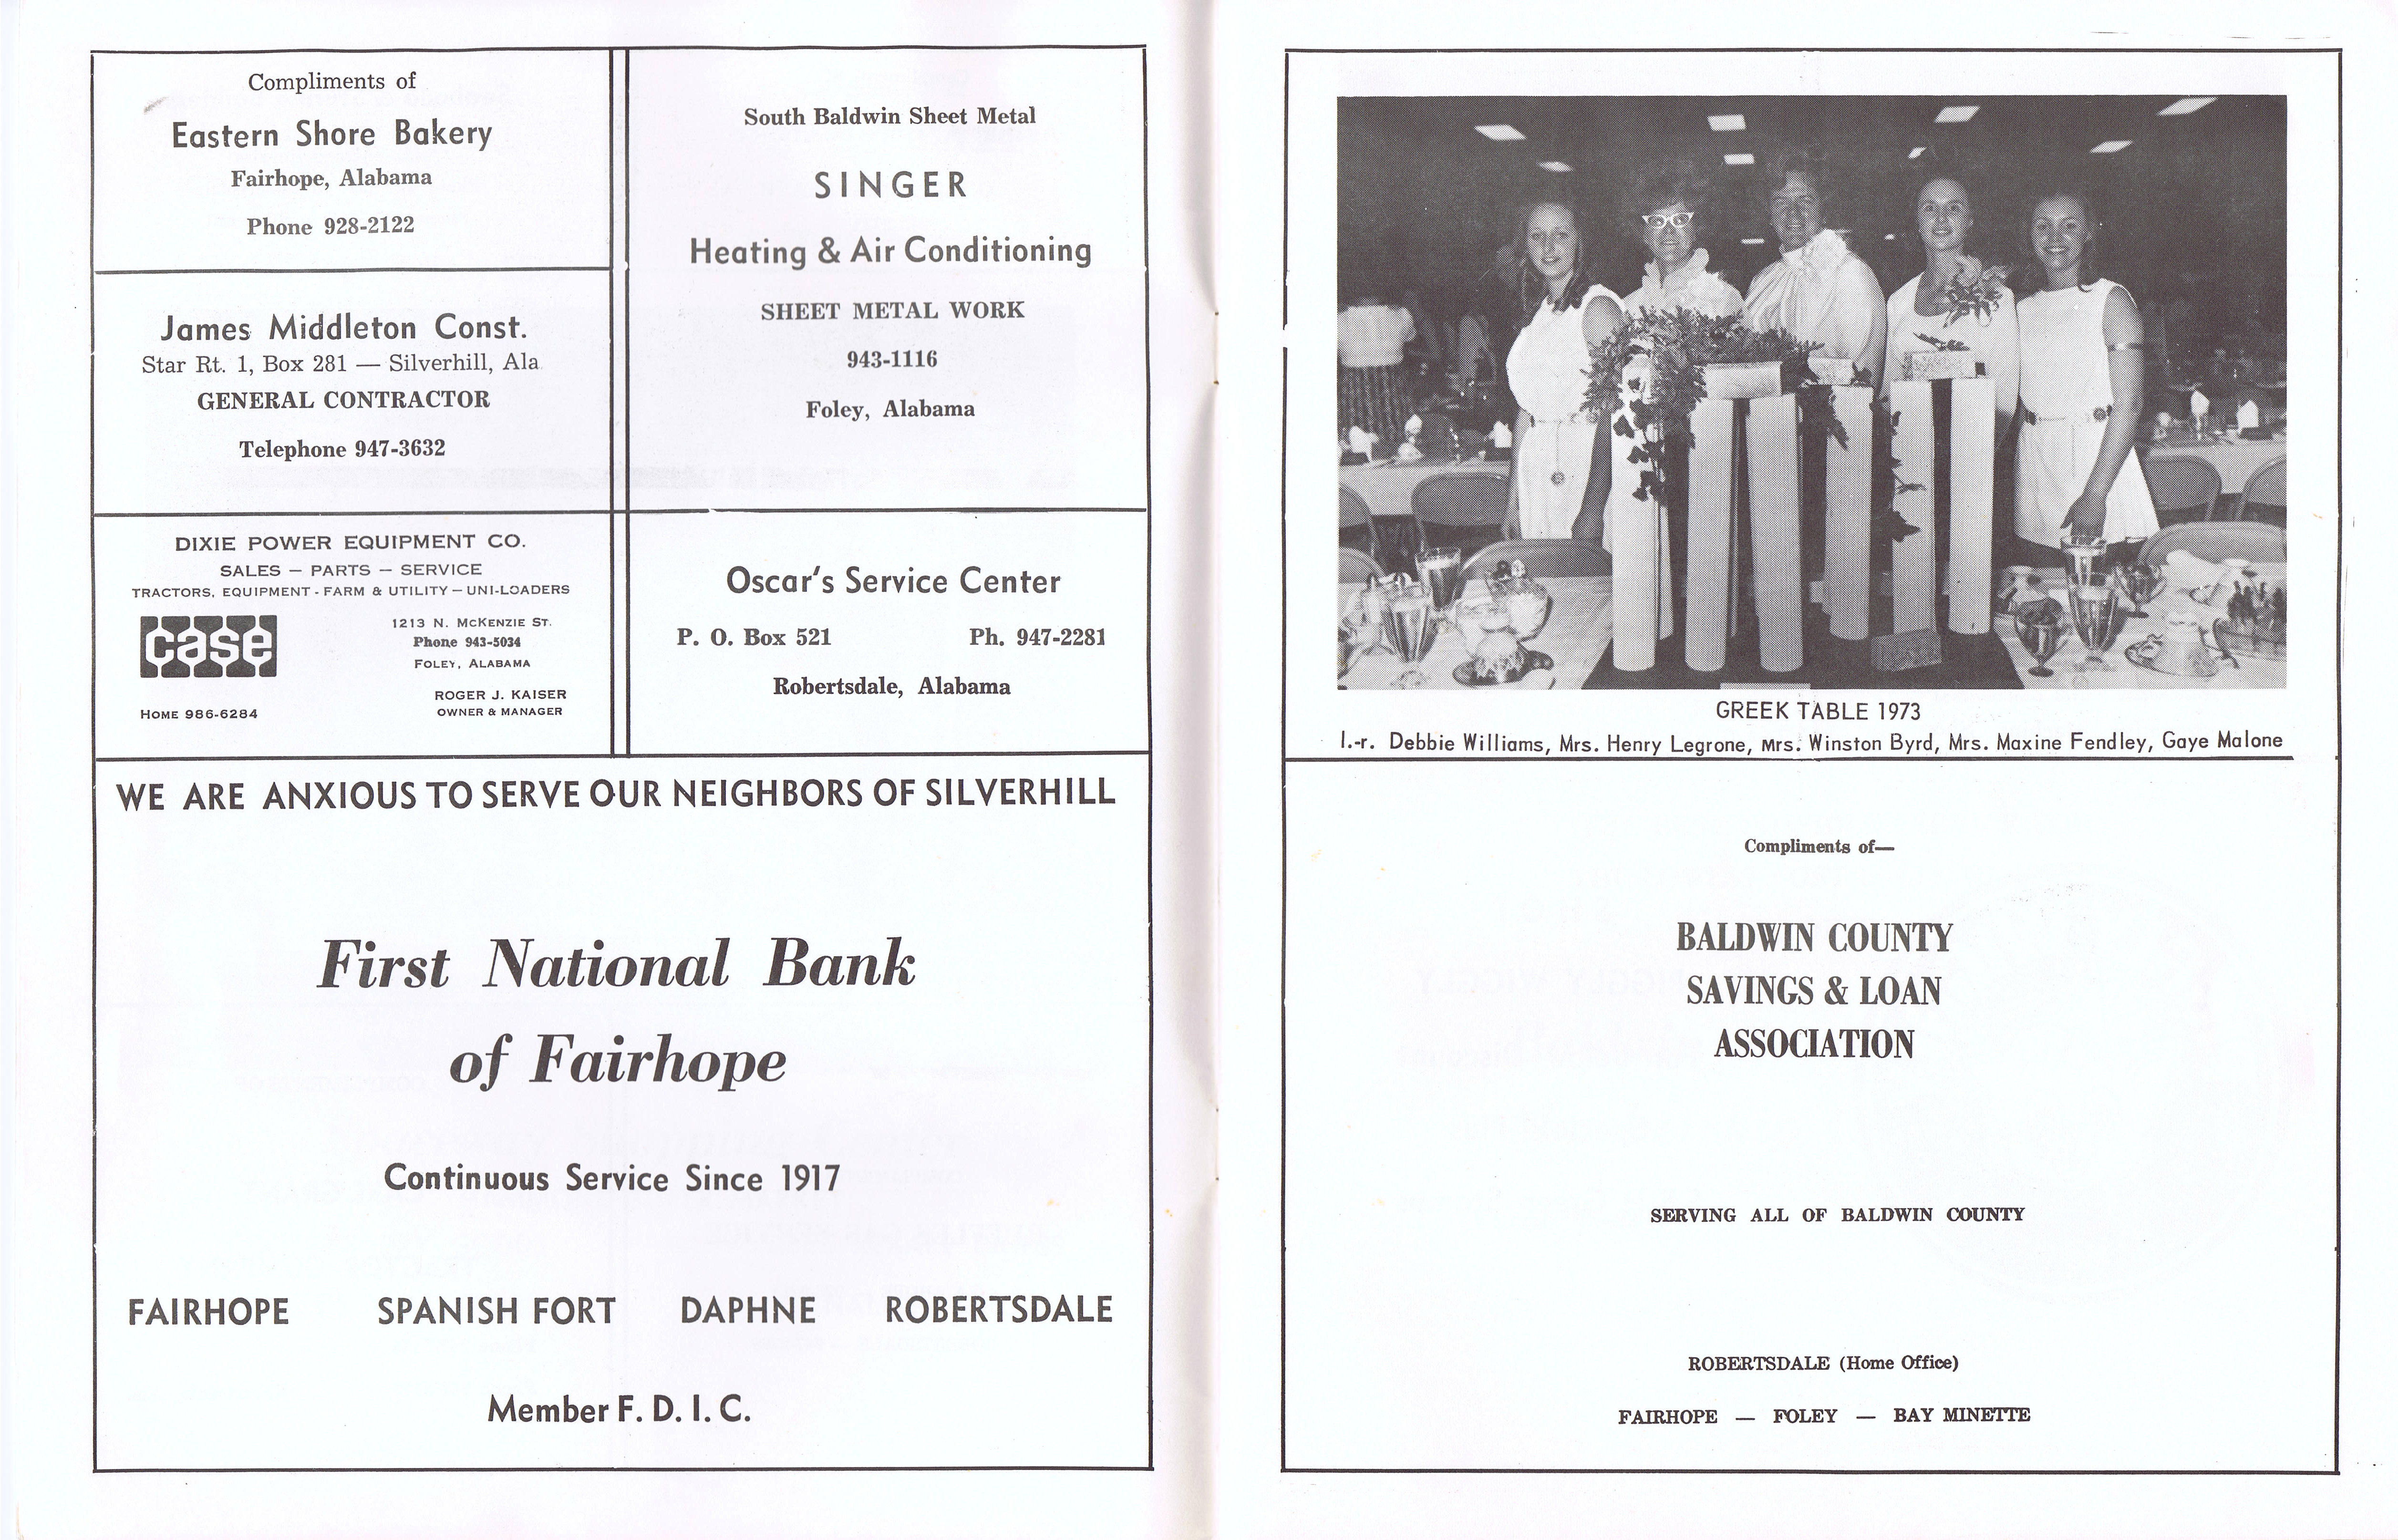 Compliments of
Eastern Shore Bakery
Fairhope, Alabama
Phone 928-2122
James Middleton Const.
Star Rt. 1, Box 281 — Silverhill, Ala
GENERAL CONTRACTOR
Telephone 947-3632
DIXIE POWER EQUIPMENT CO.
SALES — PARTS — SERVICE
TRACTORS, EQUIPMENT - FARM & UTILITY — UNI-LOADERS
case
1213 N. McKENZIE ST.
Phone 943-5034
FOLEY, ALABAMA
ROGER J. KAISER
OWNER & MANAGER
HOME 986-6284
South Baldwin Sheet Metal
SINGER
Heating & Air Conditioning
SHEET METAL WORK
943-1116
Foley, Alabama
Oscar's Service Center
P. O. Box 521 Ph. 947-2281
Robertsdale, Alabama
WE ARE ANXIOUS TO SERVE OUR NEIGHBORS OF SILVERHILL
First National Bank
of Fairhope
Continuous Service Since 1917
FAIRHOPE SPANISH FORT DAPHNE ROBERTSDALE
Member F. D. I. C.
GREEK TABLE 1973
l.-r. Debbie Williams, Mrs. Henry Legrone, Mrs. Winston Byrd, Mrs. Maxine Fendley, Gaye Malone
Compliments of—
BALDWIN COUNTY
SAVINGS & LOAN
ASSOCIATION
SERVING ALL OF BALDWIN COUNTY
ROBERTSDALE (Home Office)
FAIRHOPE — FOLEY — BAY MINETTE